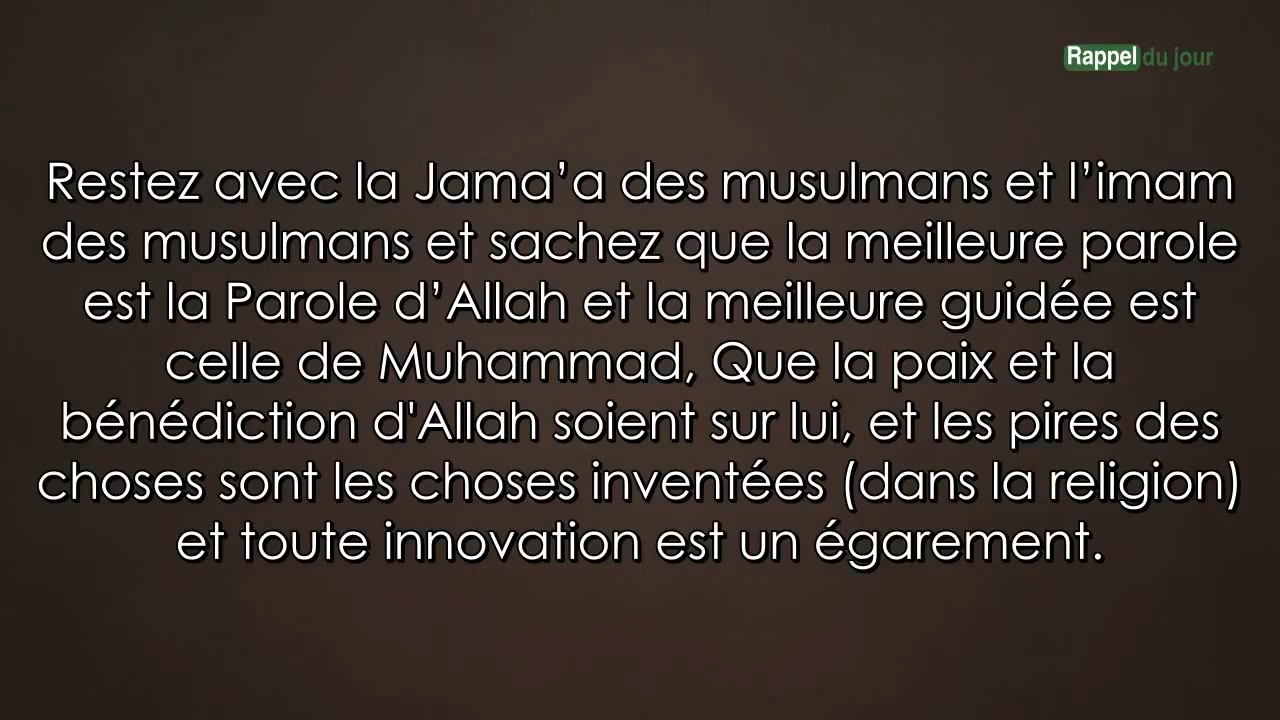 Rappel du jour
Restez avec la Jama’a des musulmans et l’imam
des musulmans et sachez que la meilleure parole
est la Parole d’Allah et la meilleure guidée est
celle de Muhammad, Que la paix et la
bénédiction d'Allah soient sur lui, et les pires des
choses sont les choses inventées (dans la religion)
et toute innovation est un égarement.